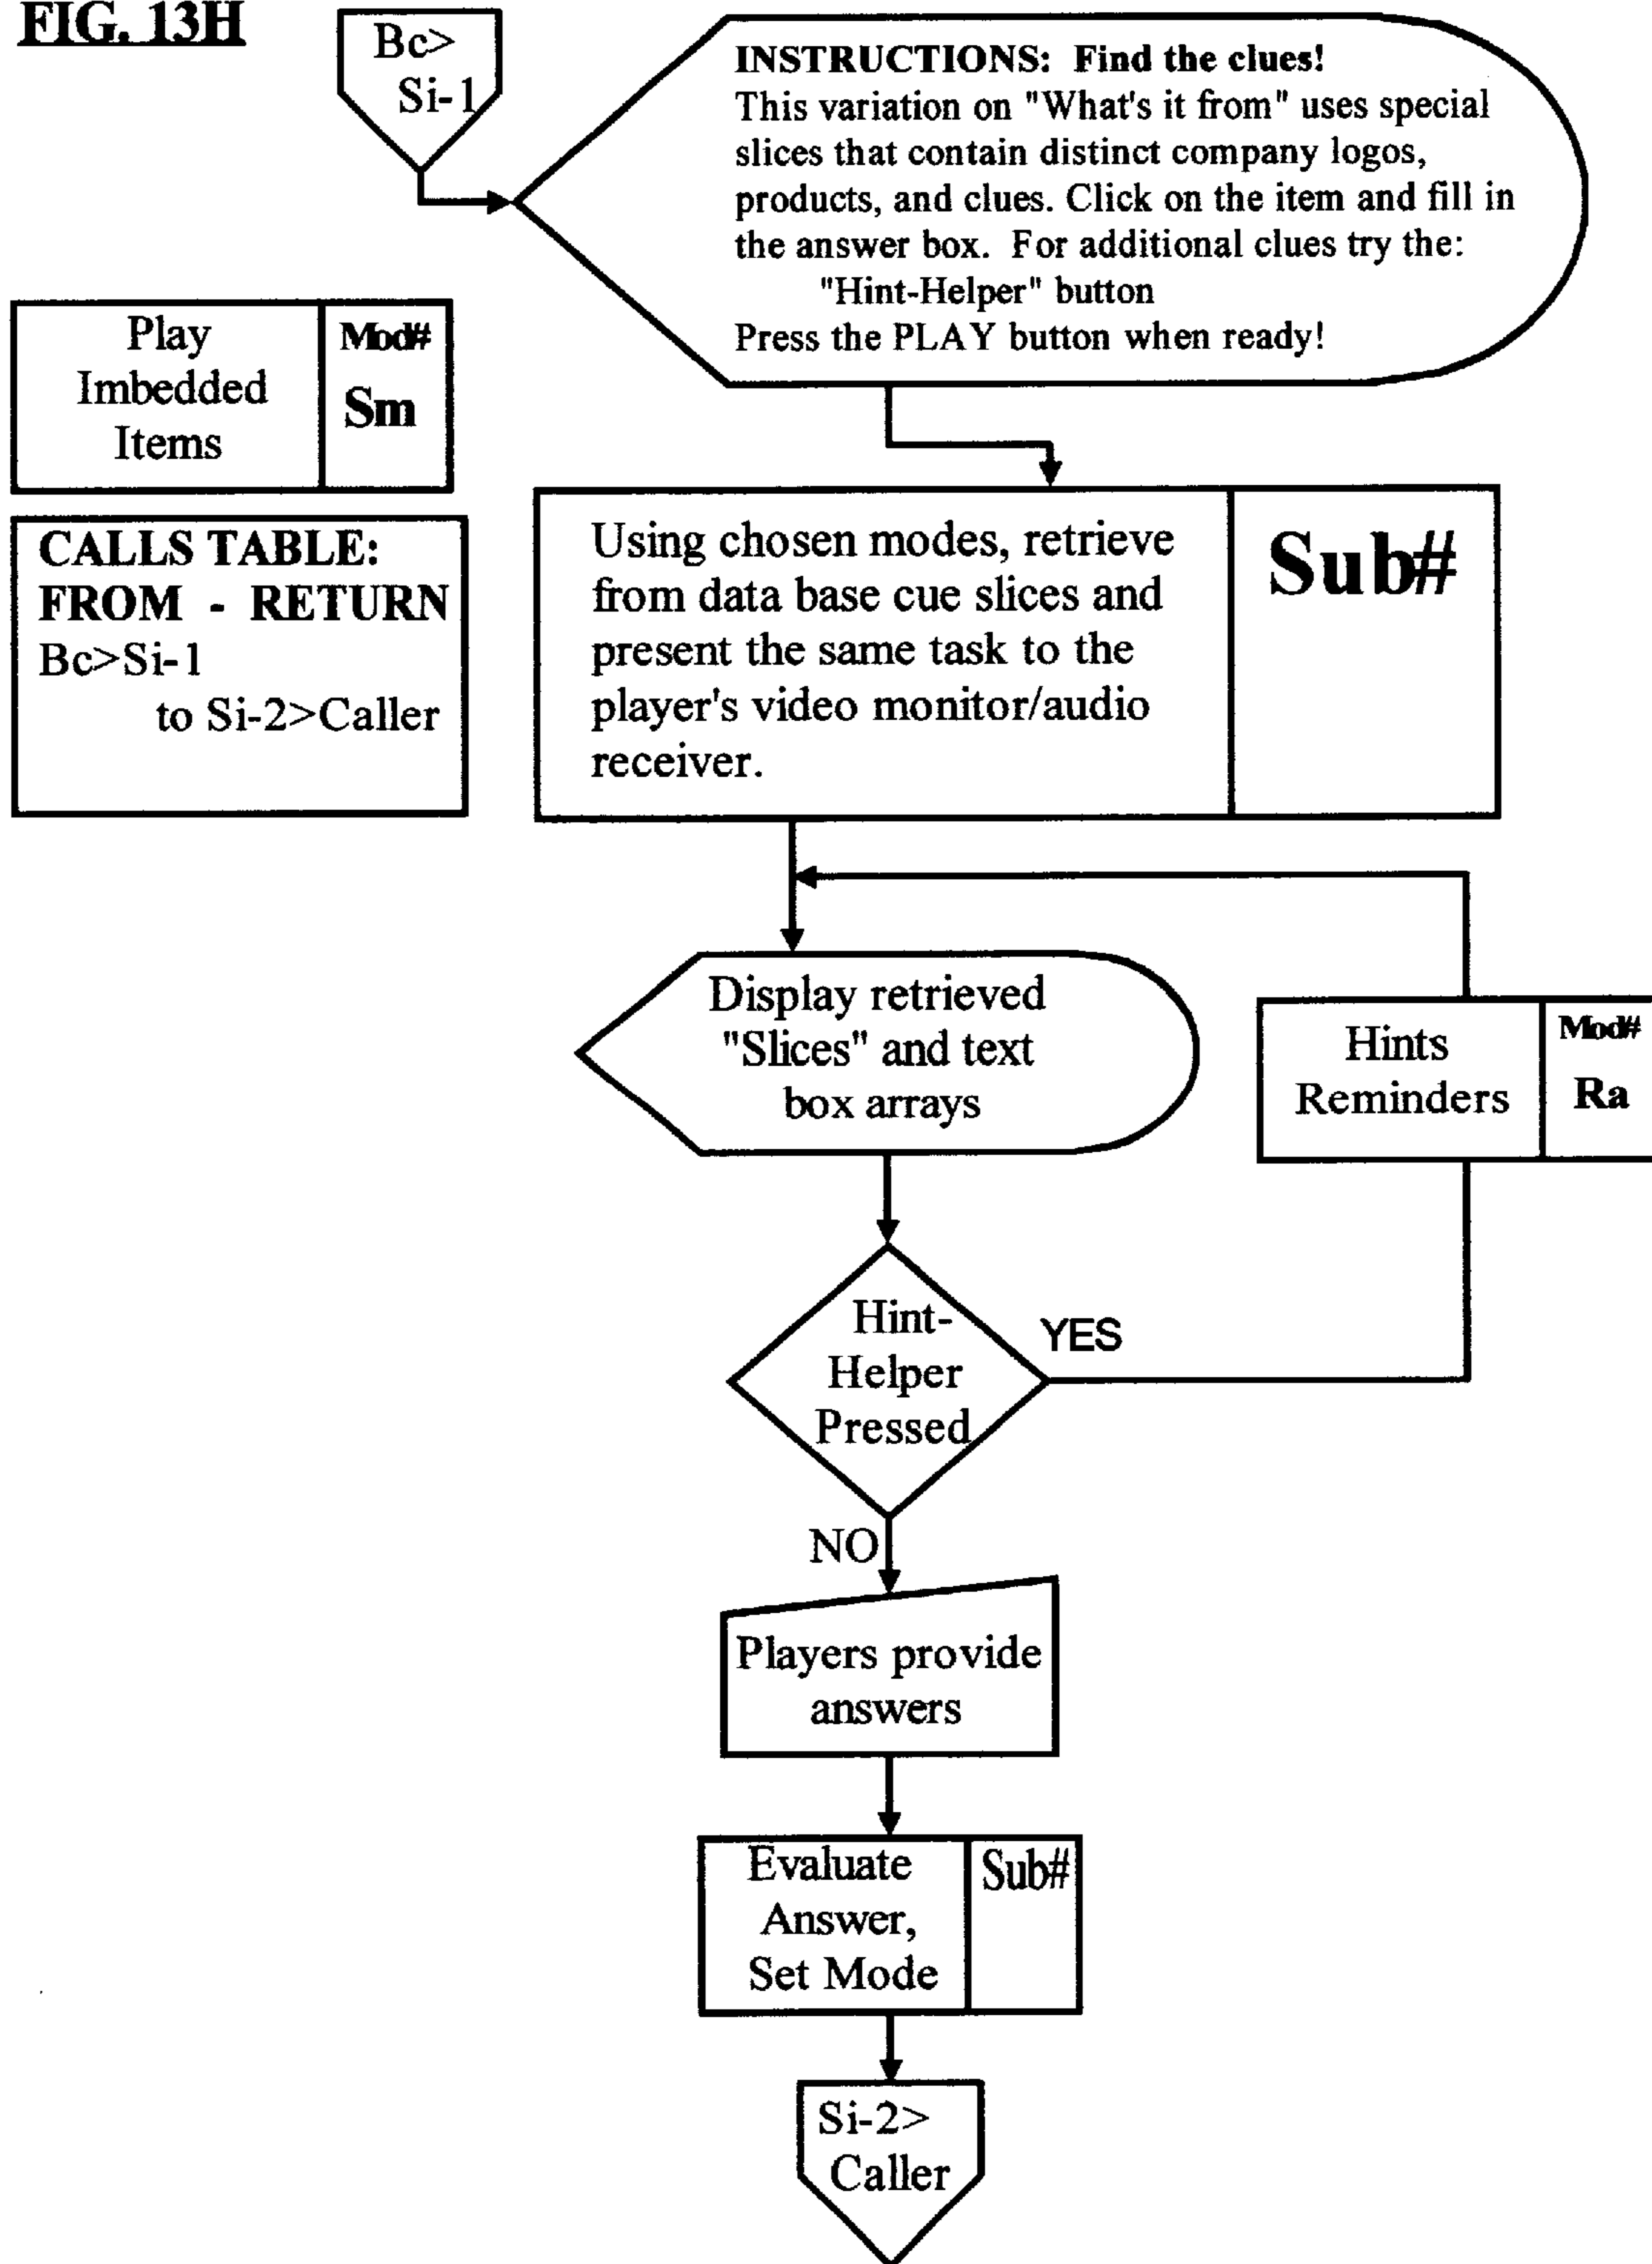 FIG. 13H
Bc>
Si-1
INSTRUCTIONS: Find the clues!
This variation on "What's it from" uses special
slices that contain distinct company logos,
products, and clues. Click on the item and fill in
the answer box. For additional clues try the:
"Hint-Helper" button
Press the PLAY button when ready!
Play
Imbedded
Items
Mod#
Sm
CALLS TABLE:
FROM - RETURN
Bc>Si-1
to Si-2>Caller
Using chosen modes, retrieve
from data base cue slices and
present the same task to the
player's video monitor/audio
receiver.
Sub#
Display retrieved
"Slices" and text
box arrays
Hints
Reminders
Mod#
Ra
Hint-
Helper
Pressed
YES
NO
Players provide
answers
Evaluate
Answer,
Set Mode
Sub#
Si-2>
Caller